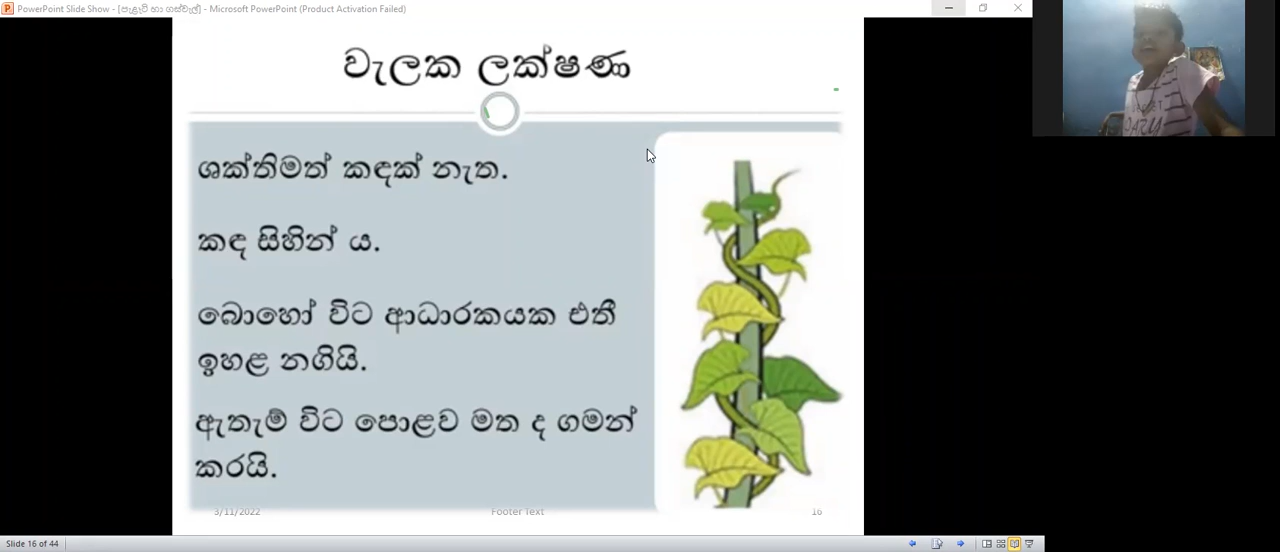 PowerPoint Slide Show - [පැළෑටි හා ගස්වැල්] - Microsoft PowerPoint (Product Activation Failed)
වැලක ලක්ෂණ
ශක්තිමත් කඳක් නැත.
කඳ සිහින් ය.
බොහෝ විට ආධාරකයක එතී
ඉහළ නගියි.
ඇතැම් විට පොළව මත ද ගමන්
කරයි.
3/11/2022 Footer Text 16
Slide 16 of 44